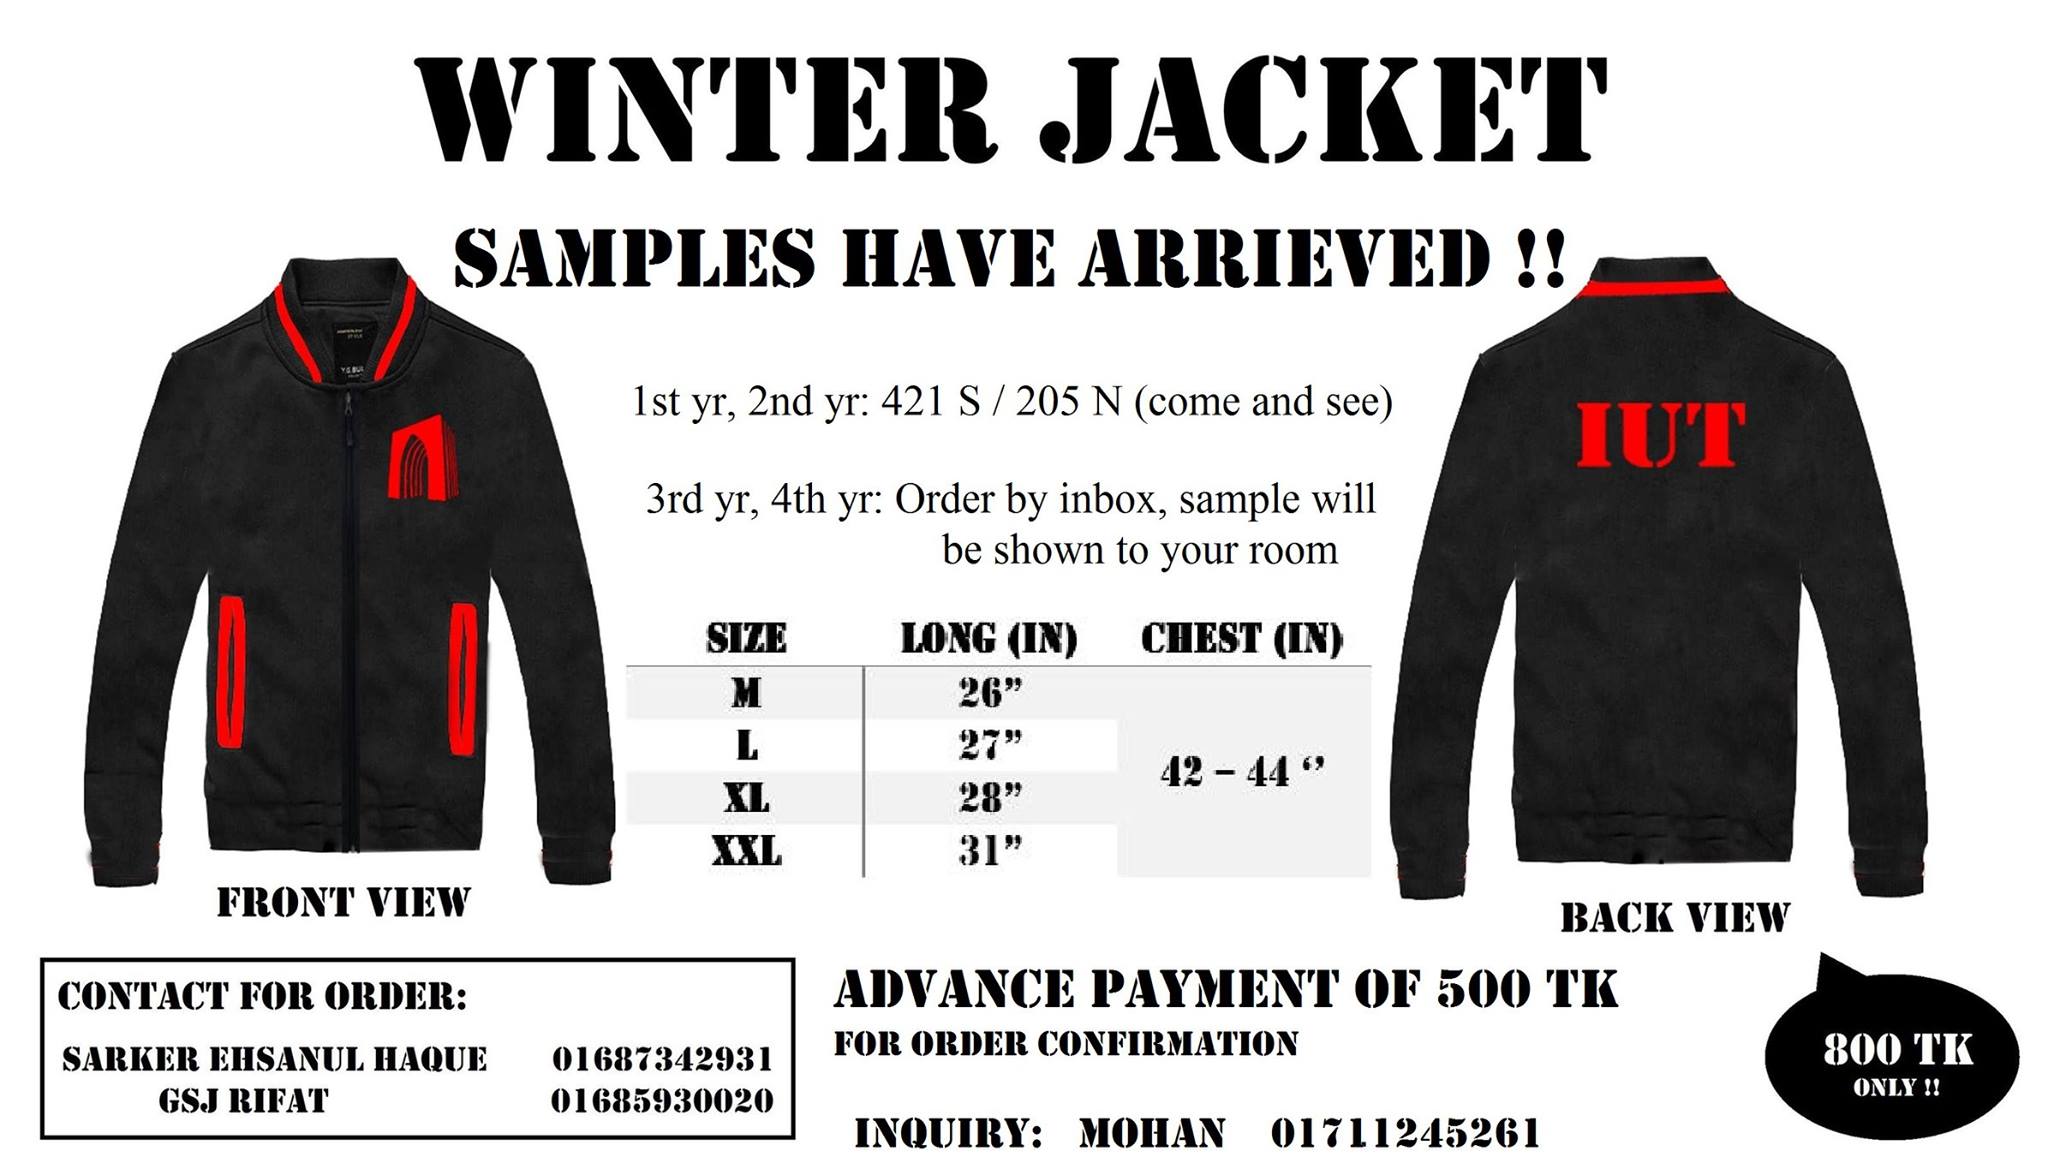 WINTER JACKET
SAMPLES HAVE ARRIEVED !!
1st yr, 2nd yr: 421 S / 205 N (come and see)
3rd yr, 4th yr: Order by inbox, sample will
be shown to your room
IUT
SIZE LONG (IN) CHEST (IN)
M 26”
L 27”
42 – 44 ‘’
XL 28”
XXL 31”
FRONT VIEW
BACK VIEW
CONTACT FOR ORDER:
SARKER EHSANUL HAQUE 01687342931
GSJ RIFAT 01685930020
ADVANCE PAYMENT OF 500 TK
FOR ORDER CONFIRMATION
INQUIRY: MOHAN 01711245261
800 TK
ONLY !!